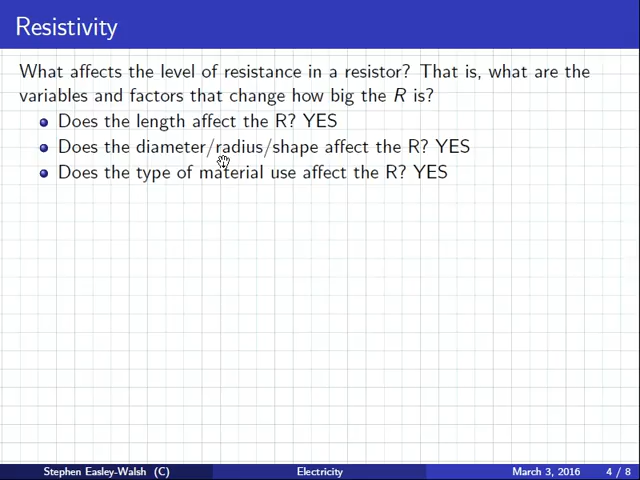 Resistivity
What affects the level of resistance in a resistor? That is, what are the
variables and factors that change how big the R is?
Does the length affect the R? YES
Does the diameter/radius/shape affect the R? YES
Does the type of material use affect the R? YES
Stephen Easley-Walsh (C) Electricity March 3, 2016 4 / 8